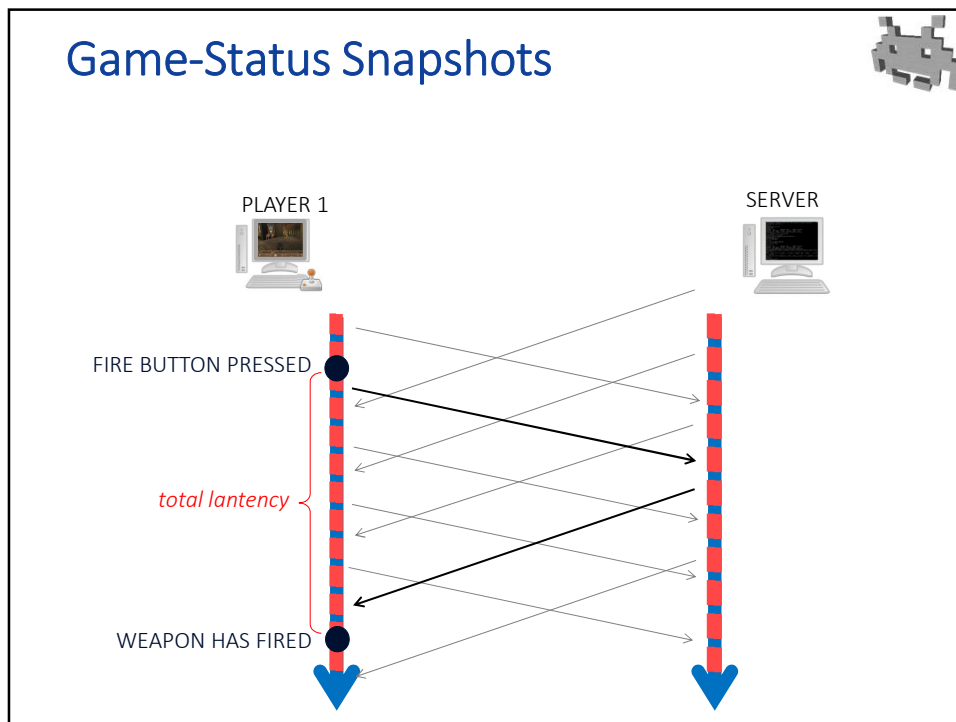 Game-Status Snapshots
PLAYER 1
SERVER
FIRE BUTTON PRESSED
total lantency
WEAPON HAS FIRED